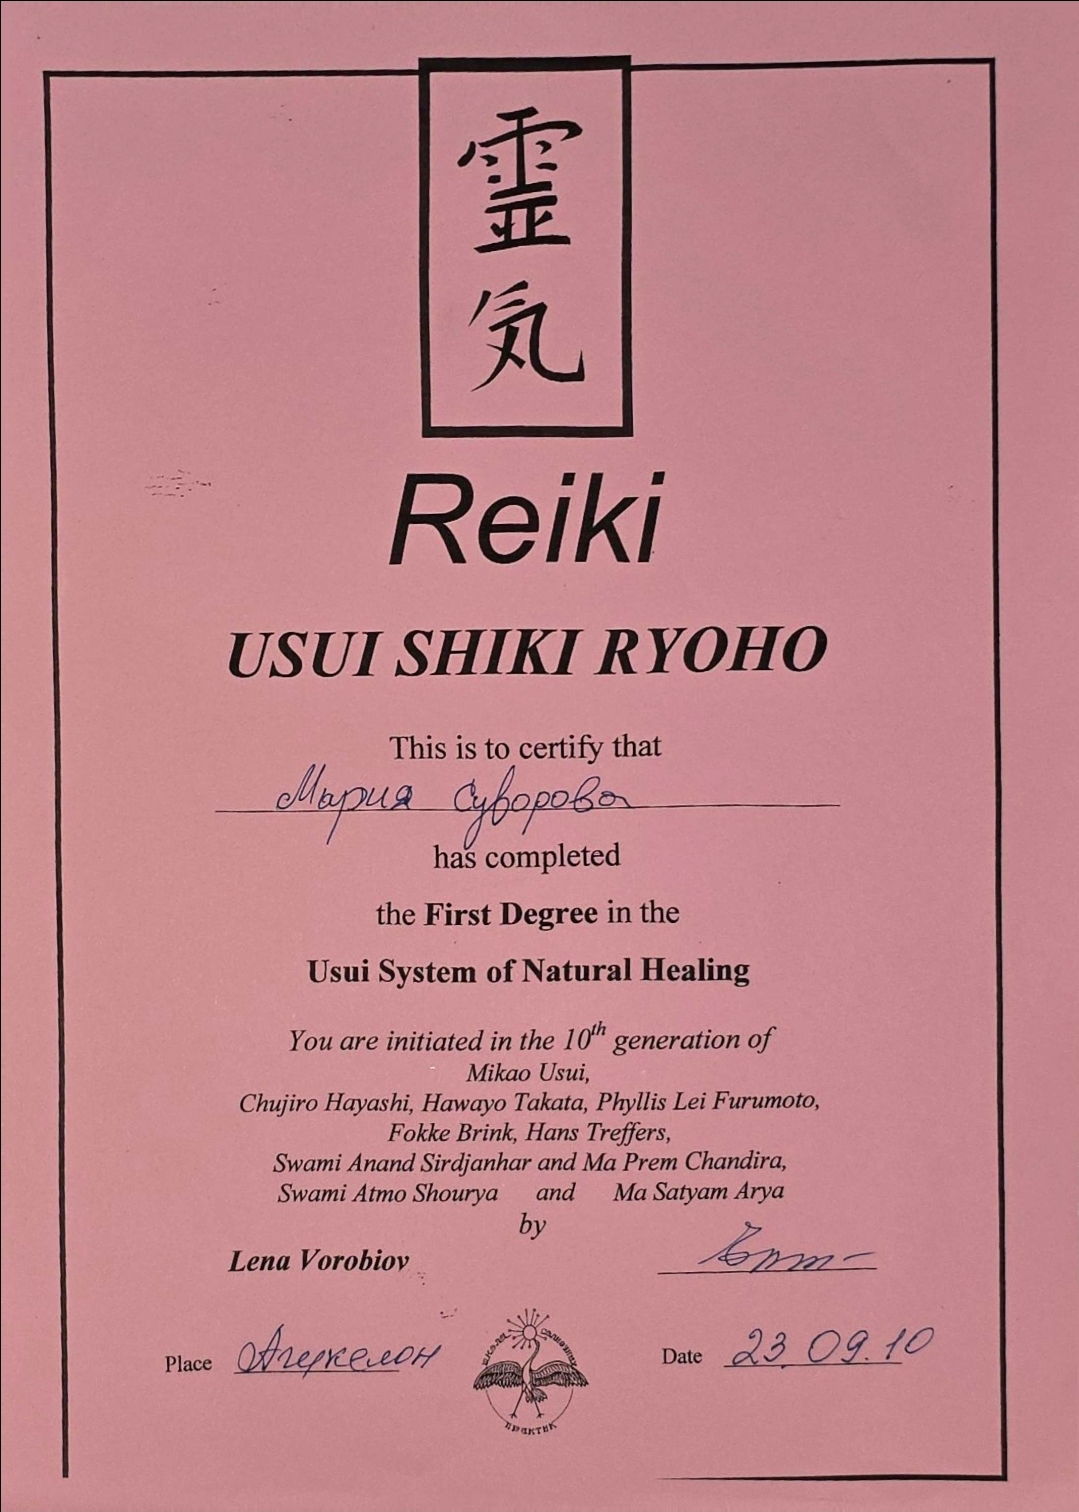 靈
気
Reiki
USUI SHIKI RYOHO
This is to certify that
Мария Суворова
has completed
the First Degree in the
Usui System of Natural Healing
You are initiated in the 10th generation of
Mikao Usui,
Chujiro Hayashi, Hawayo Takata, Phyllis Lei Furumoto,
Fokke Brink, Hans Treffers,
Swami Anand Sirdjanhar and Ma Prem Chandira,
Swami Atmo Shourya and Ma Satyam Arya
by
Lena Vorobiov
Place Ашкелон
Date 23.09.10
школа
практик